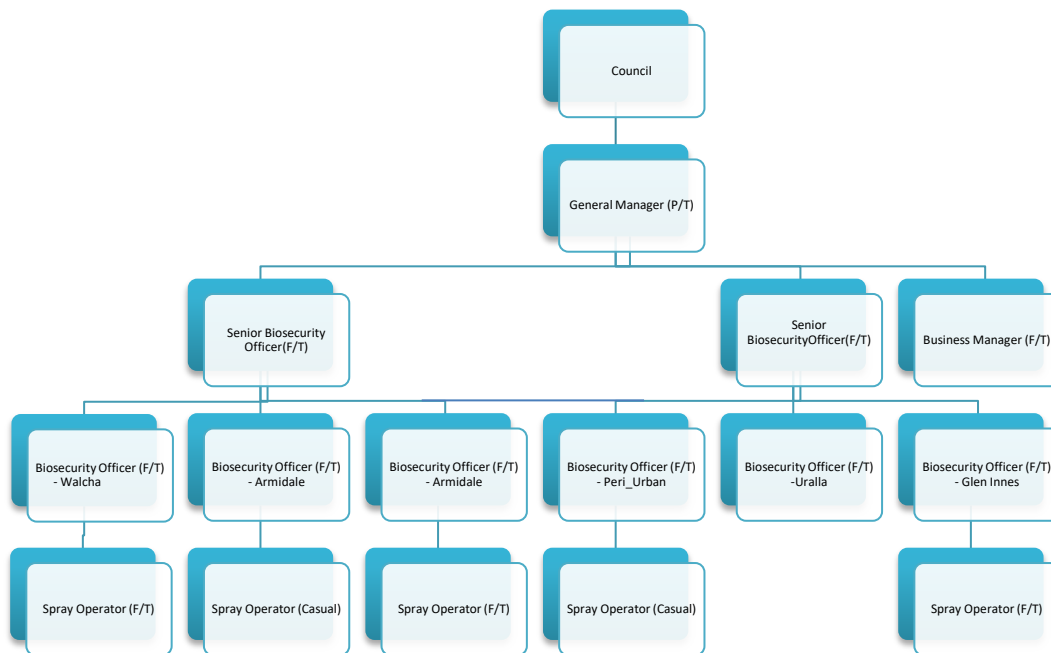 Council
General Manager (P/T)
Senior Biosecurity
Officer(F/T)
Senior
BiosecurityOfficer(F/T)
Business Manager (F/T)
Biosecurity Officer (F/T)
- Walcha
Biosecurity Officer (F/T)
- Armidale
Biosecurity Officer (F/T)
- Armidale
Biosecurity Officer (F/T)
- Peri_Urban
Biosecurity Officer (F/T)
-Uralla
Biosecurity Officer (F/T)
- Glen Innes
Spray Operator (F/T)
Spray Operator (Casual)
Spray Operator (F/T)
Spray Operator (Casual)
Spray Operator (F/T)